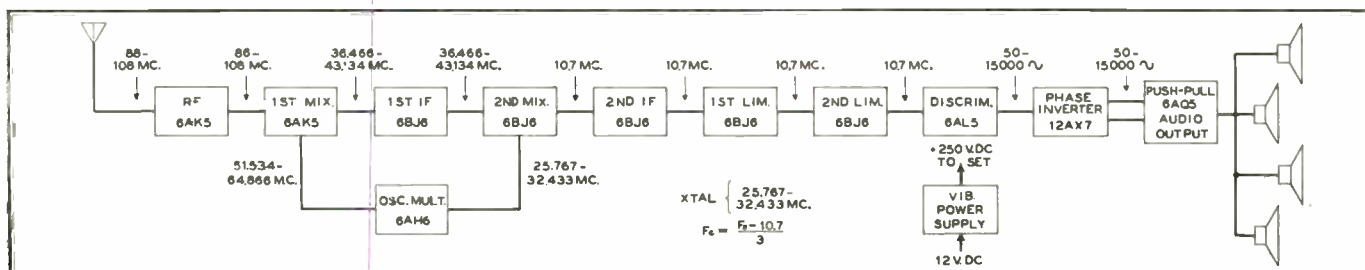 88-
108 MC.
86-
108 MC.
36.466-
43.134 MC.
36.466-
43.134 MC.
10.7 MC.
10.7 MC.
10.7 MC.
10.7 MC.
50-
15000 ~
50-
15000 ~
RF
6AK5
1ST MIX.
6AK5
1ST IF
6BJ6
2ND MIX.
6BJ6
2ND IF
6BJ6
1ST LIM.
6BJ6
2ND LIM.
6BJ6
DISCRIM.
6AL5
PHASE
INVERTER
12AX7
PUSH-PULL
6AQ5
AUDIO
OUTPUT
51.534-
64.866 MC.
25.767-
32.433 MC.
OSC. MULT.
6AH6
XTAL { 25.767-
32.433 MC.
Fc = FR - 10.7
3
+250 V. DC
TO SET
VIB.
POWER
SUPPLY
12 V. DC